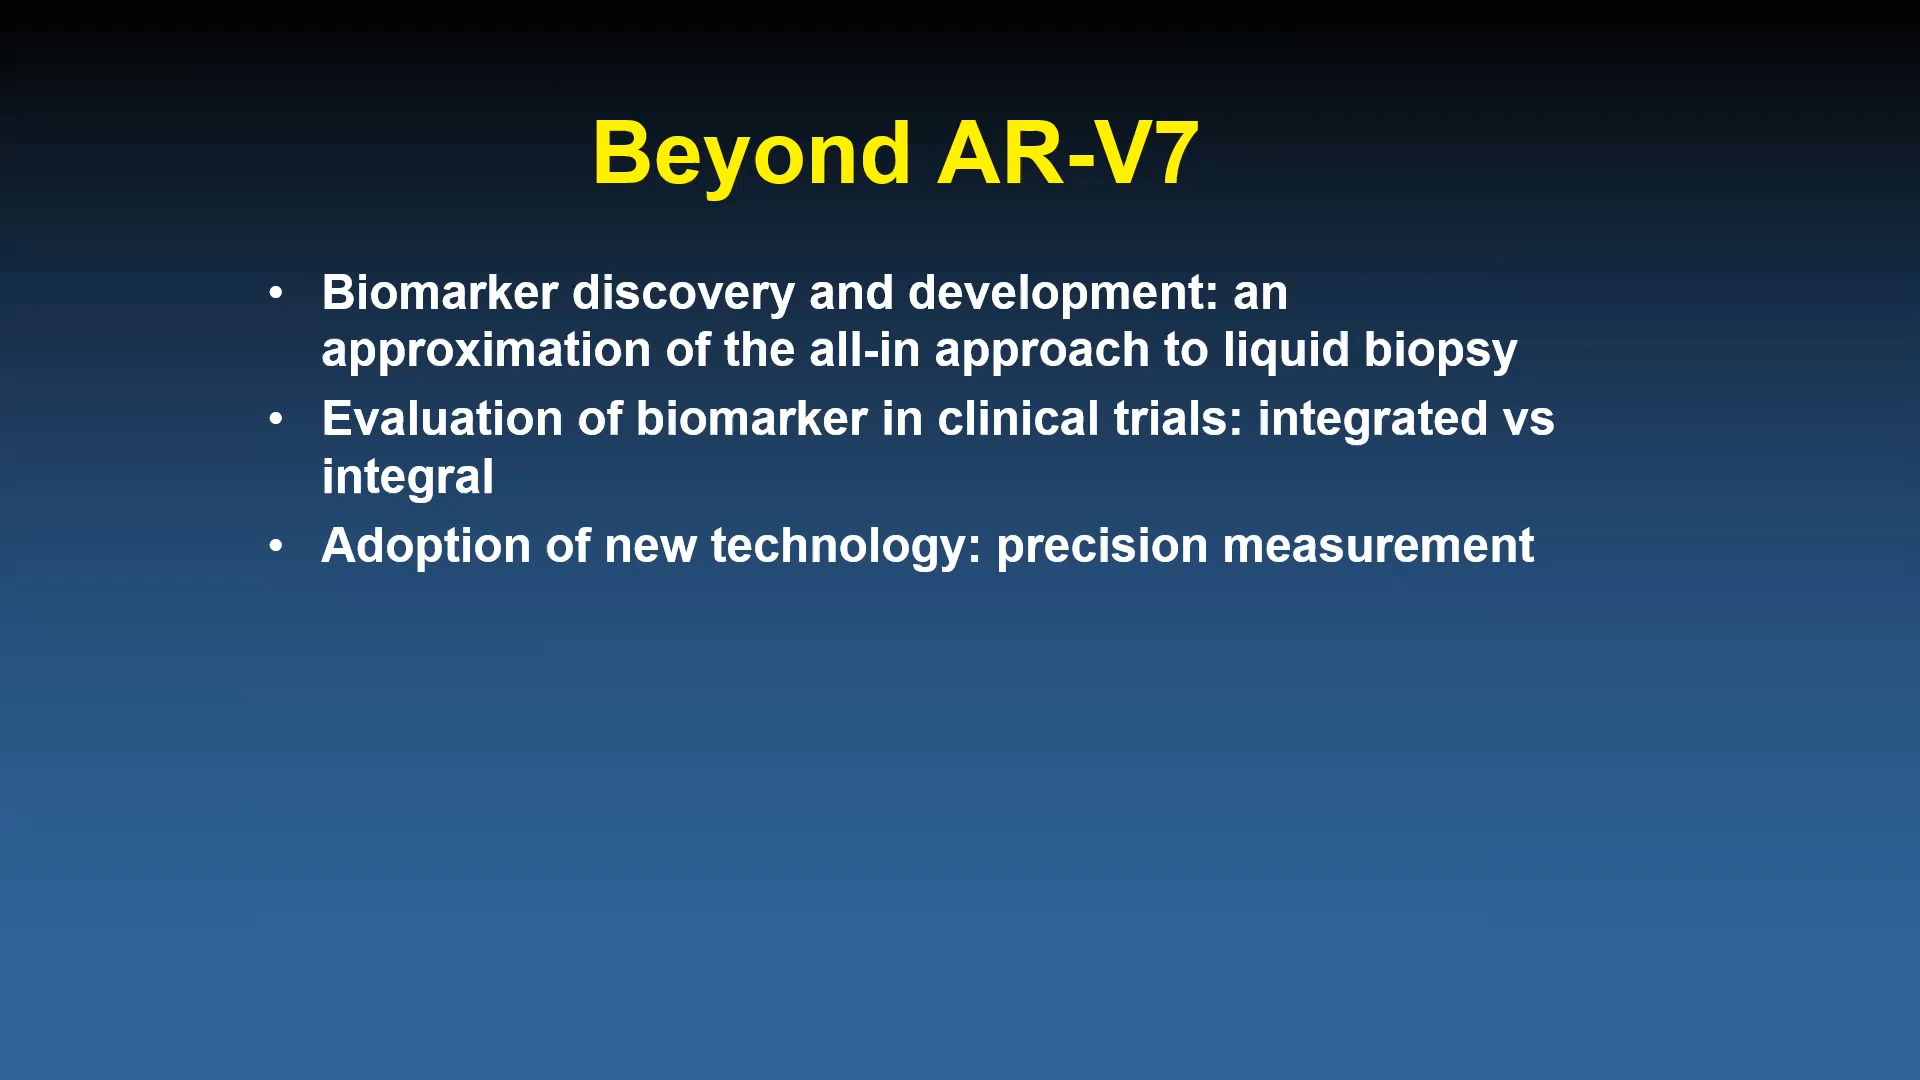 Beyond AR-V7
• Biomarker discovery and development: an
approximation of the all-in approach to liquid biopsy
• Evaluation of biomarker in clinical trials: integrated vs
integral
• Adoption of new technology: precision measurement